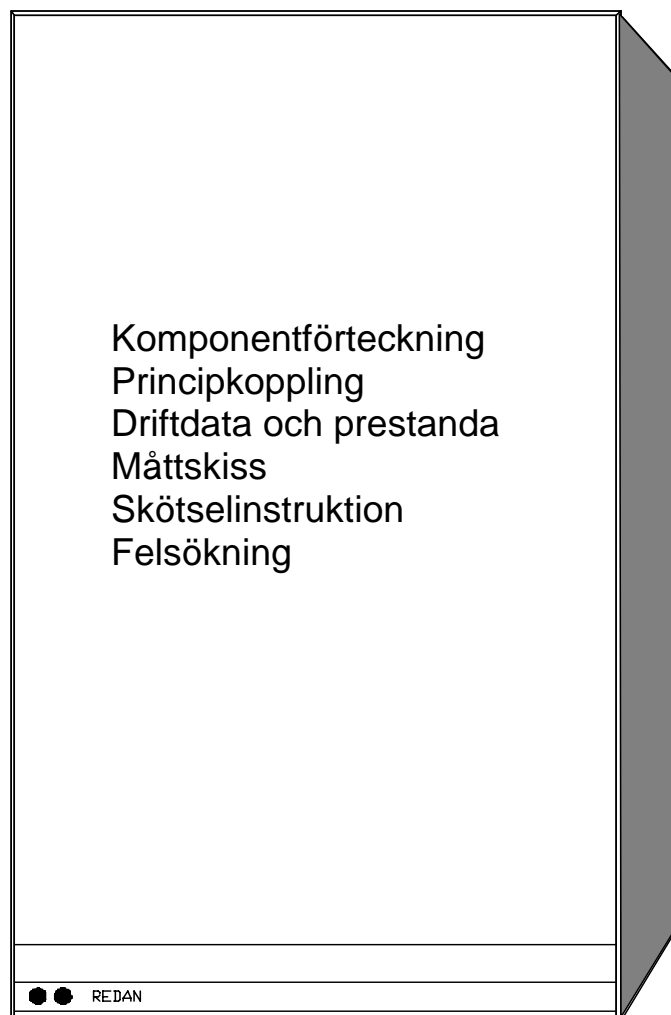 Komponentförteckning
Principkoppling
Driftdata och prestanda
Måttskiss
Skötselinstruktion
Felsökning
REDAN